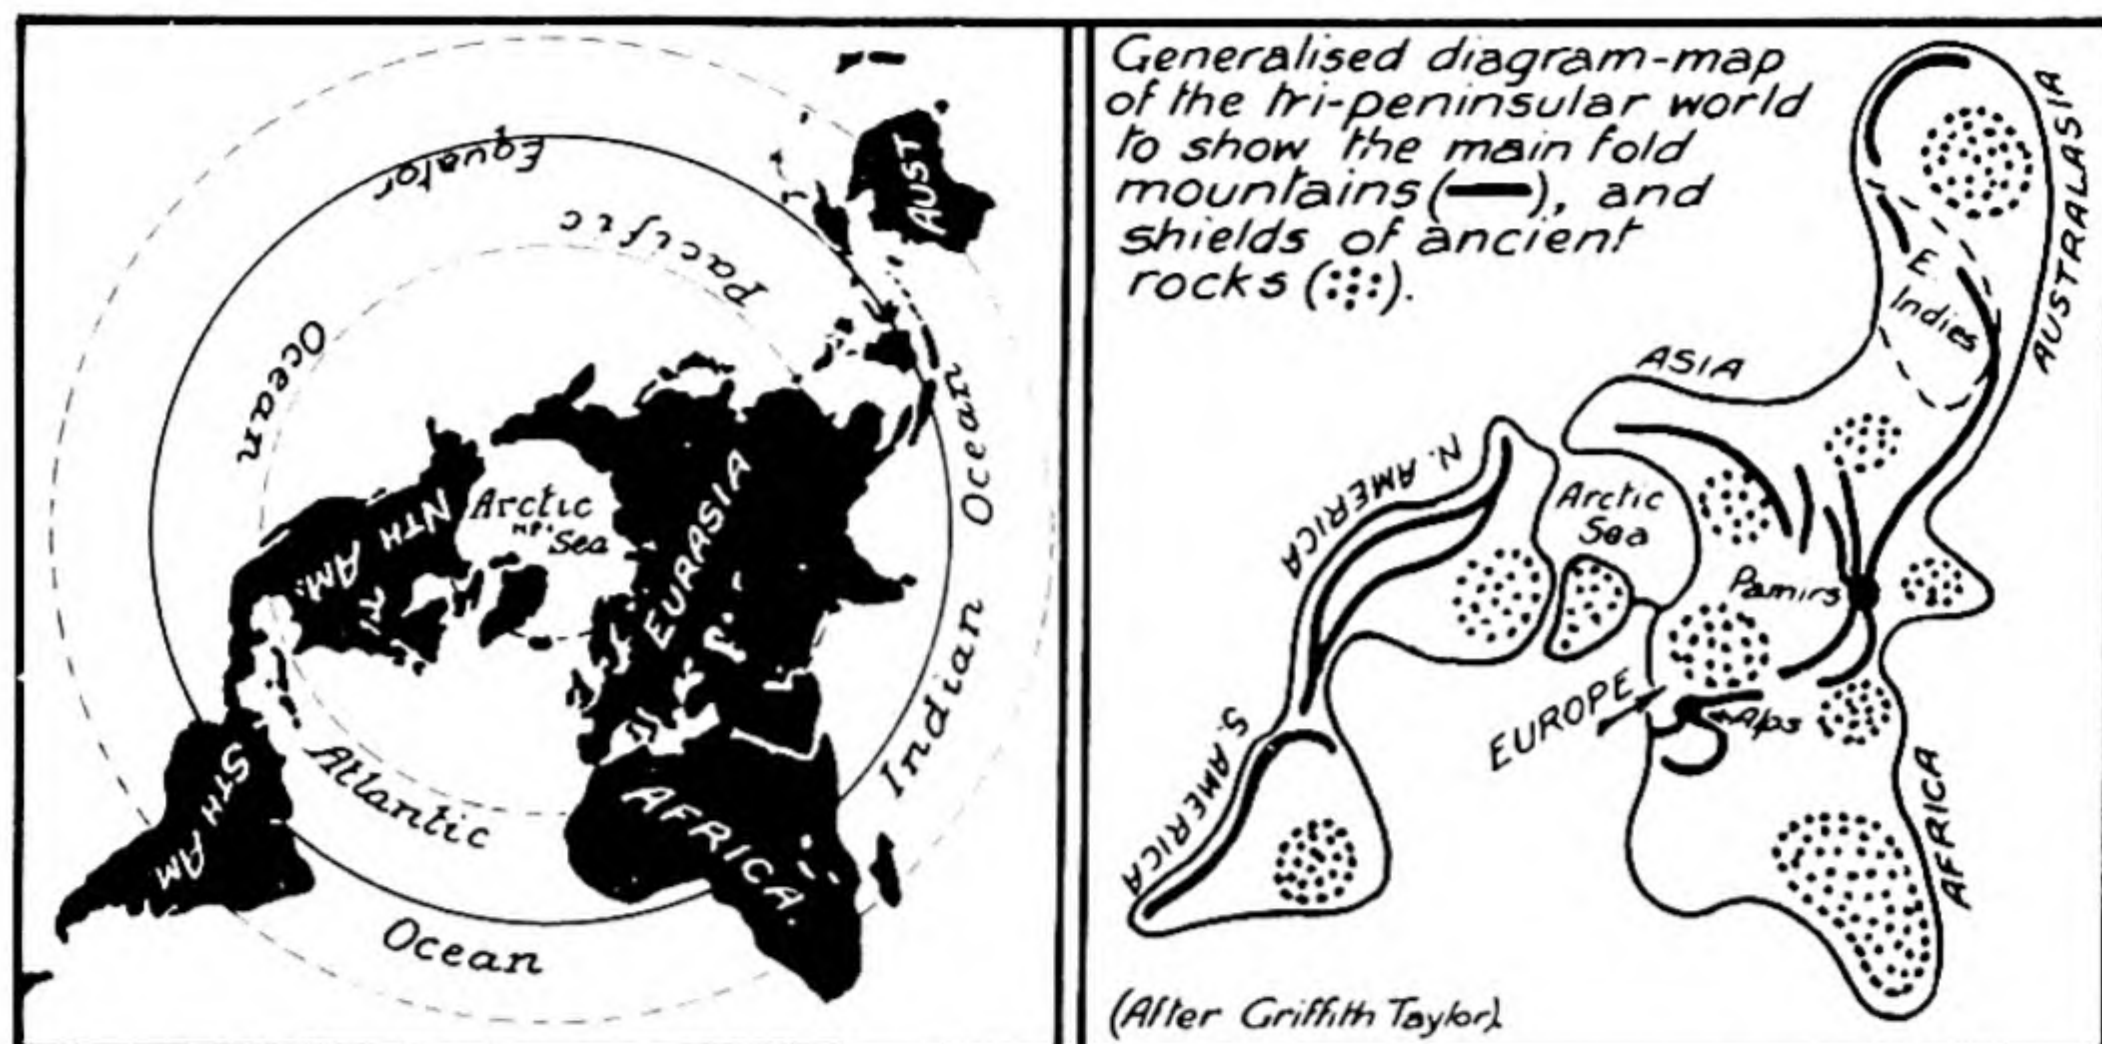 Equator
Pacific
Ocean
AUST
NTH AM.
Arctic
N.P.
Sea
EURASIA
Indian Ocean
STH AM
Atlantic
Ocean
AFRICA
Generalised diagram-map
of the tri-peninsular world
to show the main fold
mountains (—), and
shields of ancient
rocks (:::).
AUSTRALASIA
E.
Indies
ASIA
N. AMERICA
Arctic
Sea
Pamirs
EUROPE
Alps
S. AMERICA
AFRICA
(After Griffith Taylor)